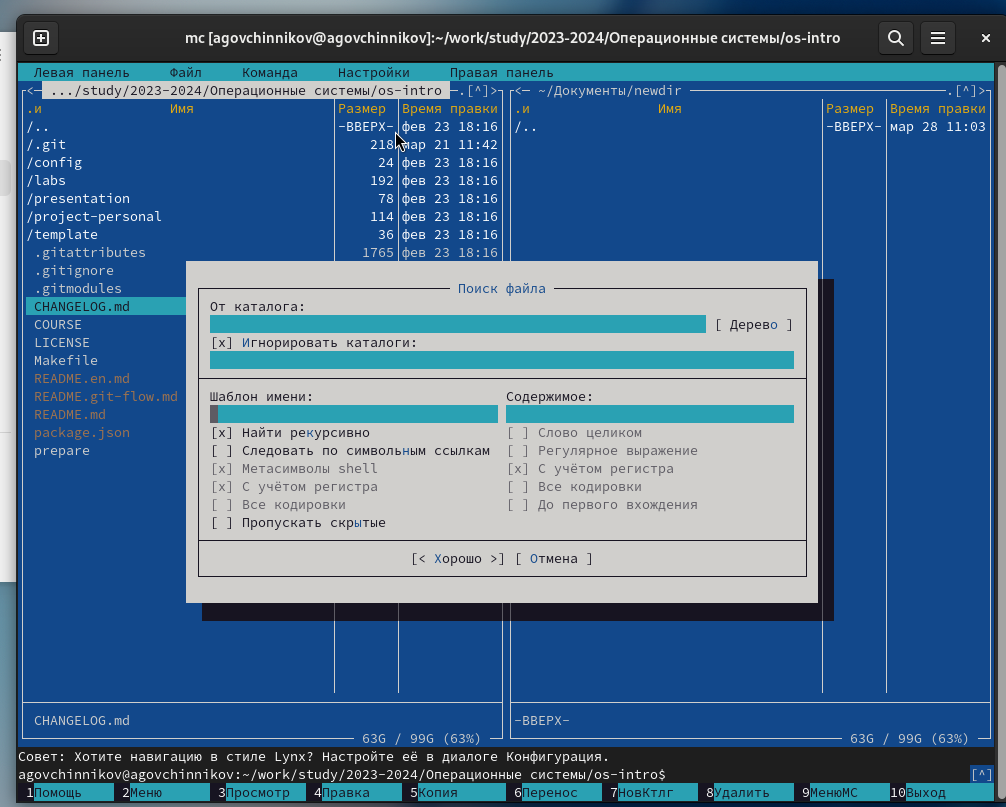 mc [agovchinnikov@agovchinnikov]:~/work/study/2023-2024/Операционные системы/os-intro
Левая панель Файл Команда Настройки Правая панель
<— .../study/2023-2024/Операционные системы/os-intro —.[^]>
.и Имя Размер Время правки
/.. -ВВЕРХ- фев 23 18:16
/.git 218 мар 21 11:42
/config 24 фев 23 18:16
/labs 192 фев 23 18:16
/presentation 78 фев 23 18:16
/project-personal 114 фев 23 18:16
/template 36 фев 23 18:16
.gitattributes 1765 фев 23 18:16
.gitignore
.gitmodules
CHANGELOG.md
COURSE
LICENSE
Makefile
README.en.md
README.git-flow.md
README.md
package.json
prepare
CHANGELOG.md
63G / 99G (63%)
<— ~/Документы/newdir —.[^]>
.и Имя Размер Время правки
/.. -ВВЕРХ- мар 28 11:03
-ВВЕРХ-
63G / 99G (63%)
Поиск файла
От каталога:
[ Дерево ]
[x] Игнорировать каталоги:
Шаблон имени:
[x] Найти рекурсивно
[ ] Следовать по символьным ссылкам
[x] Метасимволы shell
[x] С учётом регистра
[ ] Все кодировки
[ ] Пропускать скрытые
Содержимое:
[ ] Слово целиком
[ ] Регулярное выражение
[x] С учётом регистра
[ ] Все кодировки
[ ] До первого вхождения
[< Хорошо >] [ Отмена ]
Совет: Хотите навигацию в стиле Lynx? Настройте её в диалоге Конфигурация.
agovchinnikov@agovchinnikov:~/work/study/2023-2024/Операционные системы/os-intro$ [^]
1Помощь 2Меню 3Просмотр 4Правка 5Копия 6Перенос 7НовКтлг 8Удалить 9МенюMC 10Выход